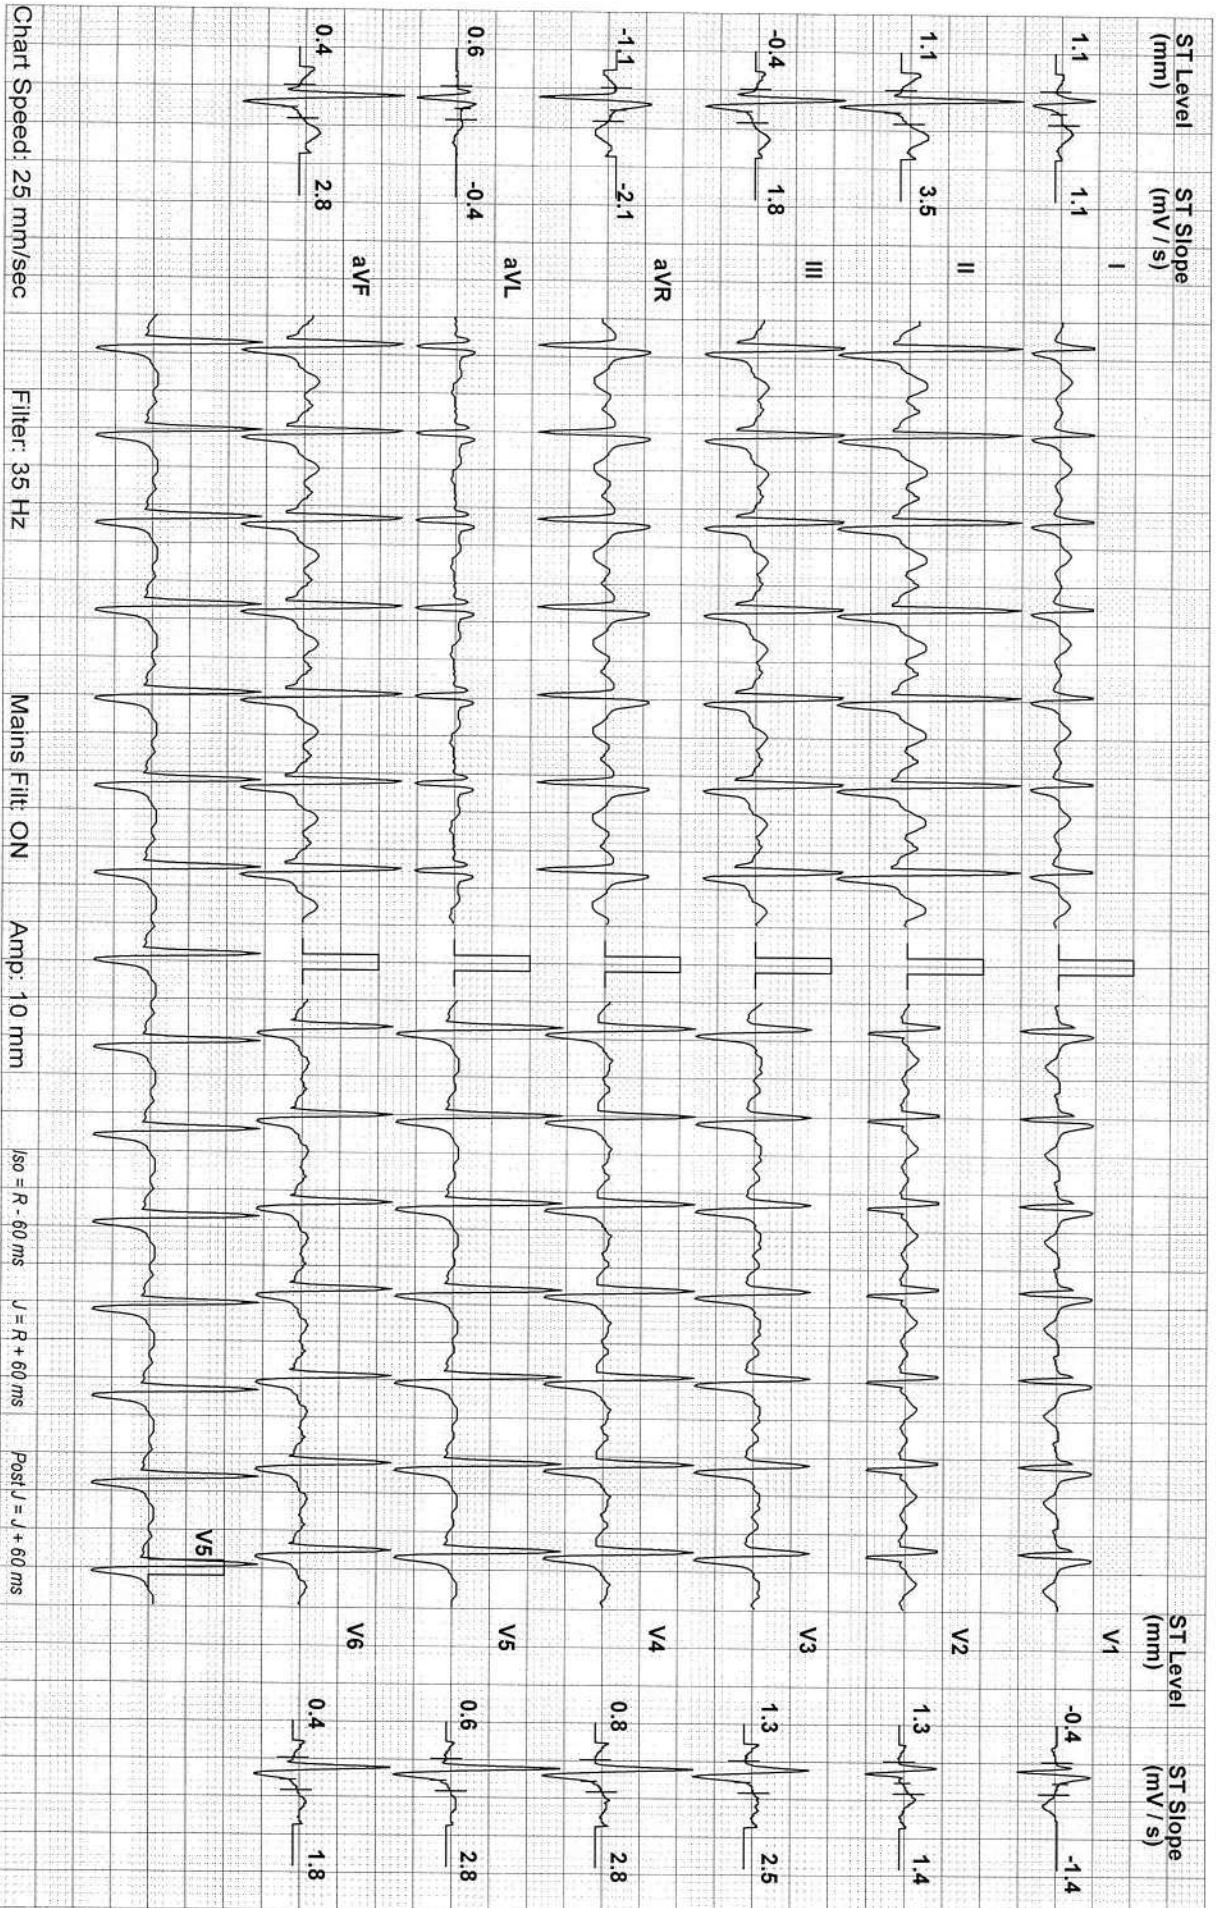 ST Level
(mm)
ST Slope
(mV / s)
1.1
1.1
I
1.1
3.5
II
-0.4
1.8
III
-1.1
-2.1
aVR
0.6
-0.4
aVL
0.4
2.8
aVF
ST Level
(mm)
ST Slope
(mV / s)
V1
-0.4
-1.4
V2
1.3
1.4
V3
1.3
2.5
V4
0.8
2.8
V5
0.6
2.8
V6
0.4
1.8
V5
Chart Speed: 25 mm/sec Filter: 35 Hz Mains Filt: ON Amp: 10 mm Iso = R - 60 ms J = R + 60 ms Post J = J + 60 ms